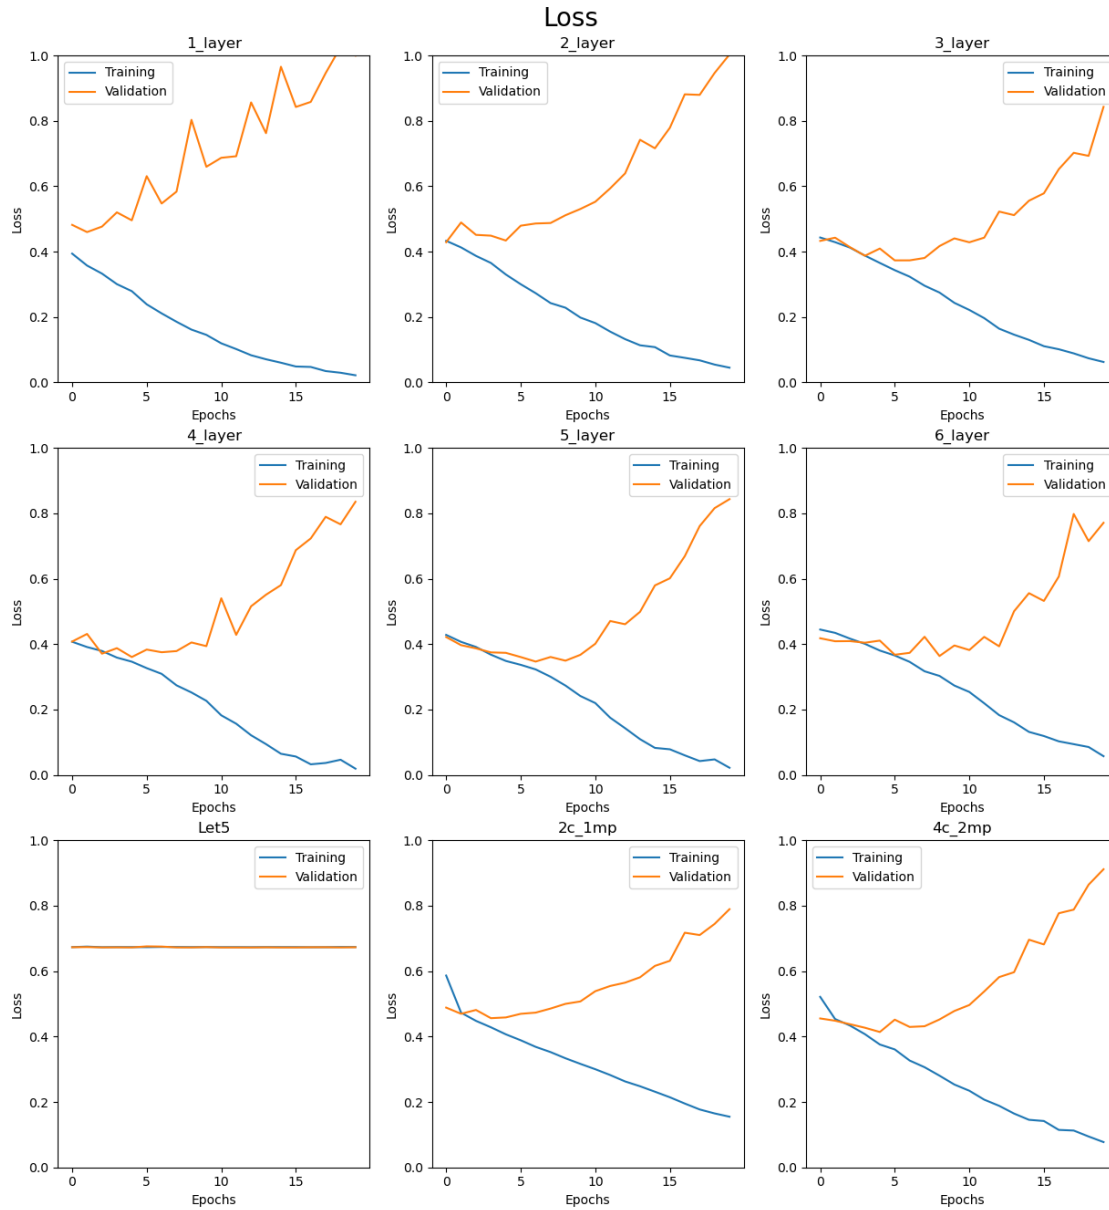 Loss
1_layer
2_layer
3_layer
1.0
0.8
0.6
0.4
0.2
0.0
Loss
Training
Validation
0
5
10
15
Epochs
1.0
0.8
0.6
0.4
0.2
0.0
Loss
Training
Validation
0
5
10
15
Epochs
1.0
0.8
0.6
0.4
0.2
0.0
Loss
Training
Validation
0
5
10
15
Epochs
4_layer
5_layer
6_layer
1.0
0.8
0.6
0.4
0.2
0.0
Loss
Training
Validation
0
5
10
15
Epochs
1.0
0.8
0.6
0.4
0.2
0.0
Loss
Training
Validation
0
5
10
15
Epochs
1.0
0.8
0.6
0.4
0.2
0.0
Loss
Training
Validation
0
5
10
15
Epochs
Let5
2c_1mp
4c_2mp
1.0
0.8
0.6
0.4
0.2
0.0
Loss
Training
Validation
0
5
10
15
Epochs
1.0
0.8
0.6
0.4
0.2
0.0
Loss
Training
Validation
0
5
10
15
Epochs
1.0
0.8
0.6
0.4
0.2
0.0
Loss
Training
Validation
0
5
10
15
Epochs